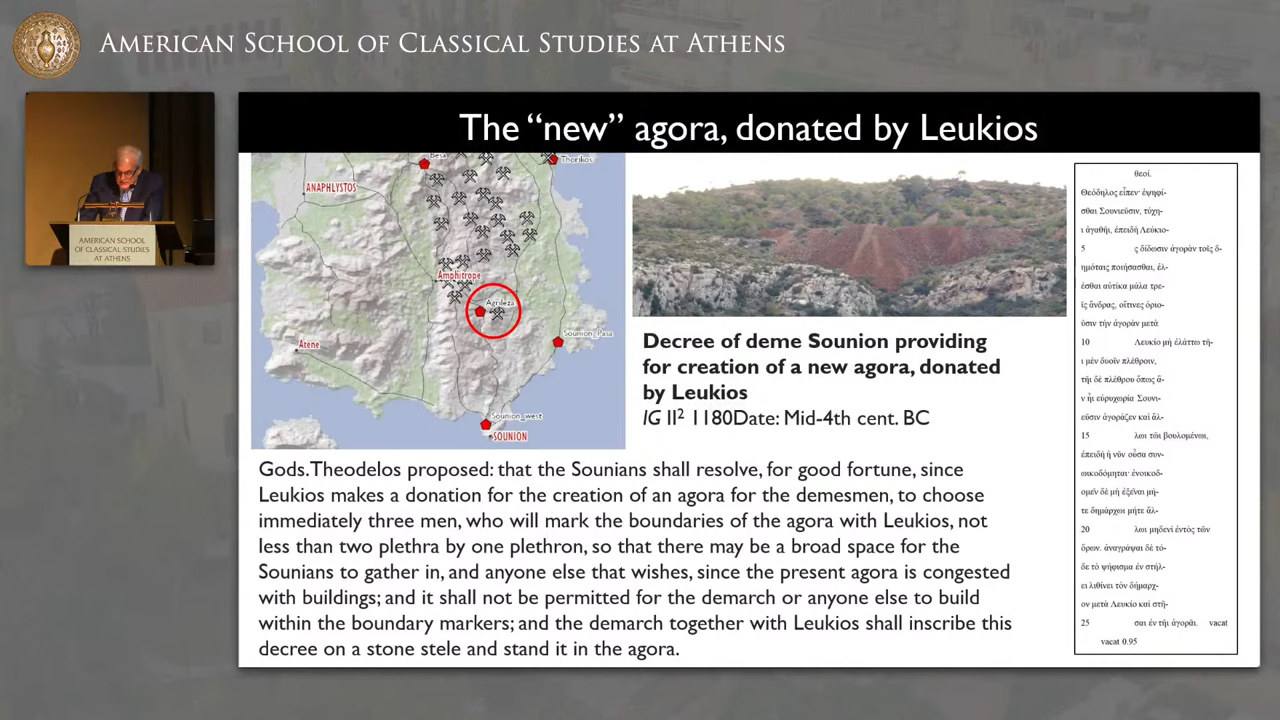 AMERICAN SCHOOL OF CLASSICAL STUDIES AT ATHENS
AMERICAN SCHOOL
OF CLASSICAL STUDIES
AT ATHENS
The “new” agora, donated by Leukios
Besa
Thorikos
ANAPHLYSTOS
Amphitrope
Agrileza
Sounion_Pasa
Atene
Sounion_west
SOUNION
Decree of deme Sounion providing
for creation of a new agora, donated
by Leukios
IG II² 1180Date: Mid-4th cent. BC
Gods.Theodelos proposed: that the Sounians shall resolve, for good fortune, since
Leukios makes a donation for the creation of an agora for the demesmen, to choose
immediately three men, who will mark the boundaries of the agora with Leukios, not
less than two plethra by one plethron, so that there may be a broad space for the
Sounians to gather in, and anyone else that wishes, since the present agora is congested
with buildings; and it shall not be permitted for the demarch or anyone else to build
within the boundary markers; and the demarch together with Leukios shall inscribe this
decree on a stone stele and stand it in the agora.
θεοί.
Θεόδηλος εἶπεν· ἐψηφί-
σθαι Σουνιεῦσιν, τύχη-
ι ἀγαθῆι, ἐπειδὴ Λεύκιο-
5 ς δίδωσιν ἀγορὰν τοῖς δ-
ημόταις ποιήσασθαι, ἑλ-
έσθαι αὐτίκα μάλα τρε-
ῖς ἄνδρας, οἵτινες ὁριο-
ῦσιν τὴν ἀγορὰν μετὰ
10 Λευκίο μὴ ἐλάττω τῆ-
ι μὲν δυοῖν πλέθροιν,
τῆι δὲ πλέθρου ὅπως ἂ-
ν ἦι εὐρυχωρία Σουνι-
εῦσιν ἀγοράζεν καὶ ἄλ-
15 λωι τῶι βουλομένωι,
ἐπειδὴ ἡ νῦν οὖσα συν-
ωικοδόμηται· ἐνοικοδ-
ομεῖν δὲ μὴ ἐξεῖναι μή-
τε δημάρχωι μήτε ἄλ-
20 λωι μηδενὶ ἐντὸς τῶν
ὅρων. ἀναγράψαι δὲ τό-
δε τὸ ψήφισμα ἐν στήλ-
ει λιθίνει τὸν δήμαρχ-
ον μετὰ Λευκίο καὶ στῆ-
25 σαι ἐν τῆι ἀγορᾶι. vacat
vacat 0.95